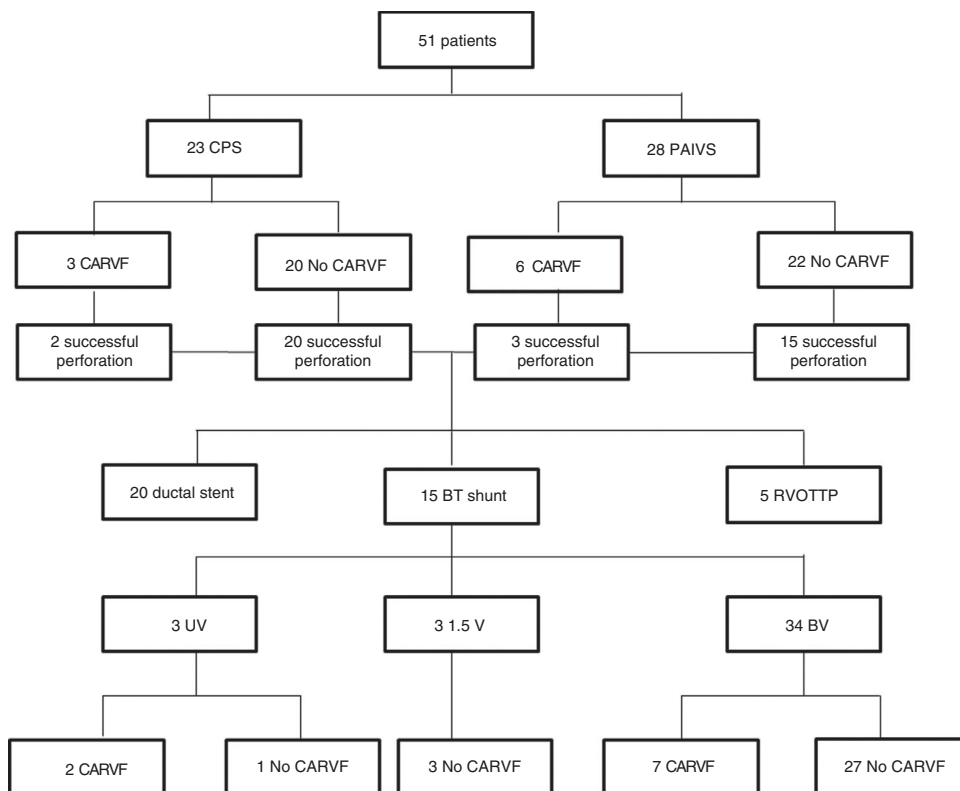 51 patients
23 CPS
28 PAIVS
3 CARVF
20 No CARVF
6 CARVF
22 No CARVF
2 successful
perforation
20 successful
perforation
3 successful
perforation
15 successful
perforation
20 ductal stent
15 BT shunt
5 RVOTTP
3 UV
3 1.5 V
34 BV
2 CARVF
1 No CARVF
3 No CARVF
7 CARVF
27 No CARVF